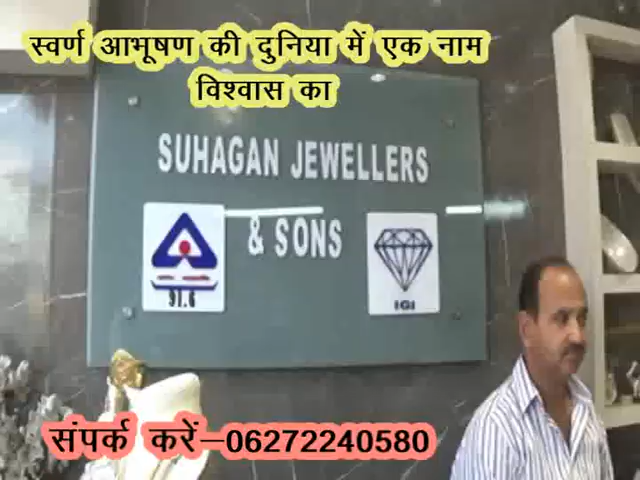 स्वर्ण आभूषण की दुनिया में एक नाम
विश्वास का
SUHAGAN JEWELLERS
& SONS
91.6
IGI
संपर्क करें–06272240580